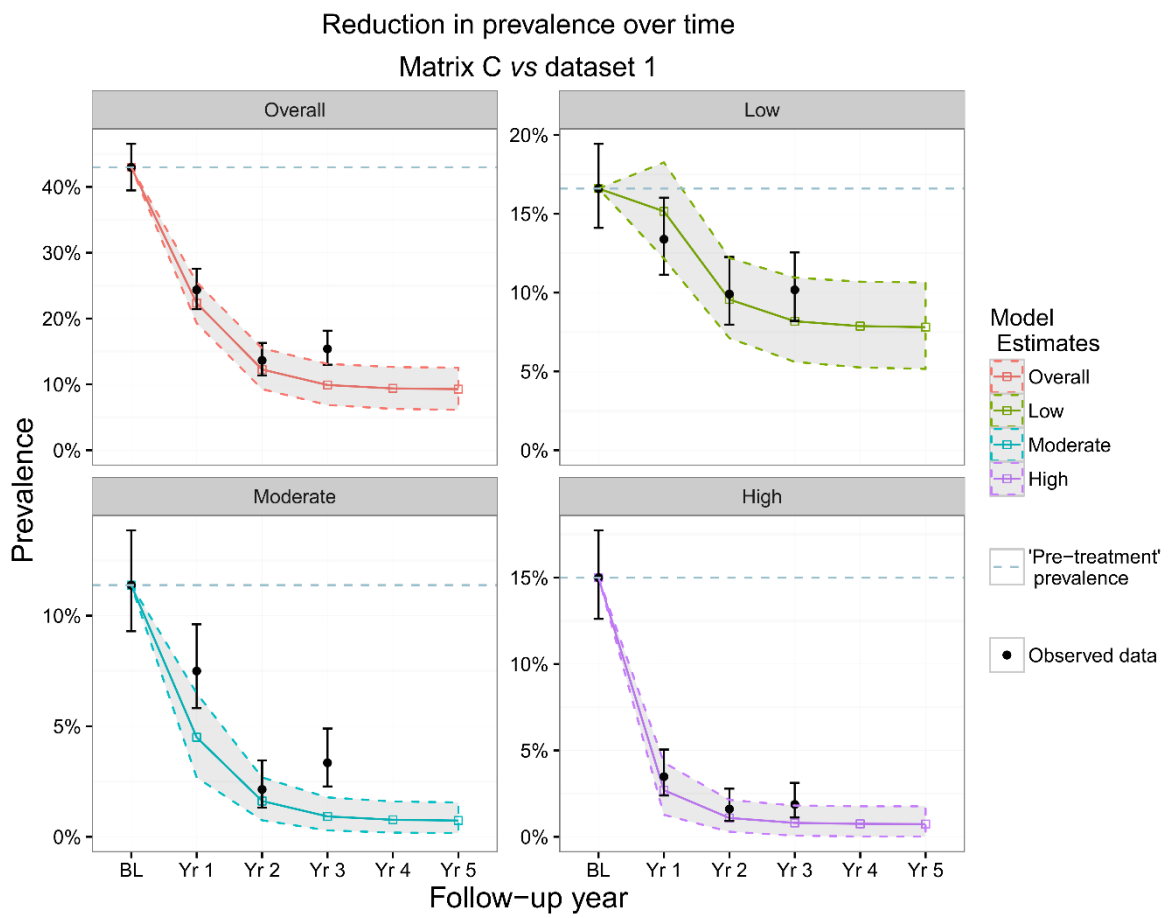 Reduction in prevalence over time
Matrix C vs dataset 1
Overall
Low
40%
30%
20%
10%
0%
20%
15%
10%
5%
0%
Moderate
High
10%
5%
0%
15%
10%
5%
0%
BL Yr 1 Yr 2 Yr 3 Yr 4 Yr 5
BL Yr 1 Yr 2 Yr 3 Yr 4 Yr 5
Prevalence
Follow−up year
Model
Estimates
Overall
Low
Moderate
High
'Pre−treatment'
prevalence
Observed data